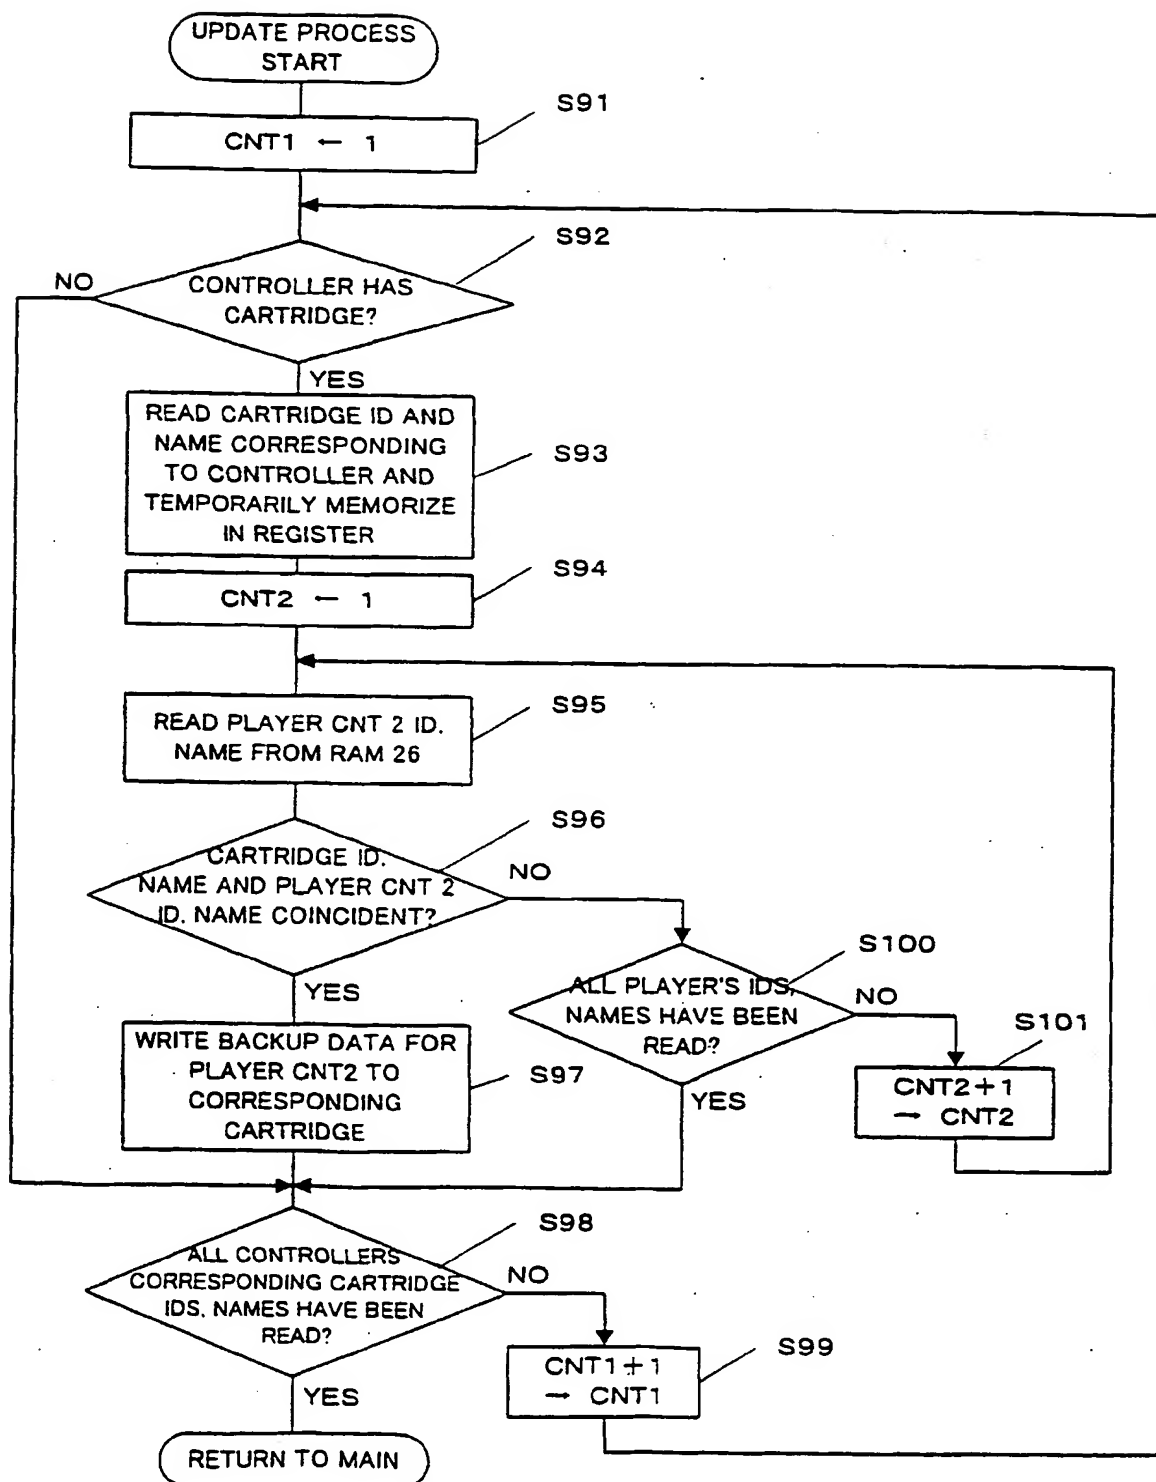 UPDATE PROCESS
START
S91
CNT1 ← 1
S92
NO
CONTROLLER HAS
CARTRIDGE?
YES
READ CARTRIDGE ID AND
NAME CORRESPONDING
TO CONTROLLER AND
TEMPORARILY MEMORIZE
IN REGISTER
S93
S94
CNT2 ← 1
S95
READ PLAYER CNT 2 ID.
NAME FROM RAM 26
S96
CARTRIDGE ID.
NAME AND PLAYER CNT 2
ID. NAME COINCIDENT?
NO
YES
S100
ALL PLAYER'S IDS,
NAMES HAVE BEEN
READ?
NO
YES
S101
CNT2+1
→ CNT2
WRITE BACKUP DATA FOR
PLAYER CNT2 TO
CORRESPONDING
CARTRIDGE
S97
S98
ALL CONTROLLERS
CORRESPONDING CARTRIDGE
IDS. NAMES HAVE BEEN
READ?
NO
YES
S99
CNT1+1
→ CNT1
RETURN TO MAIN